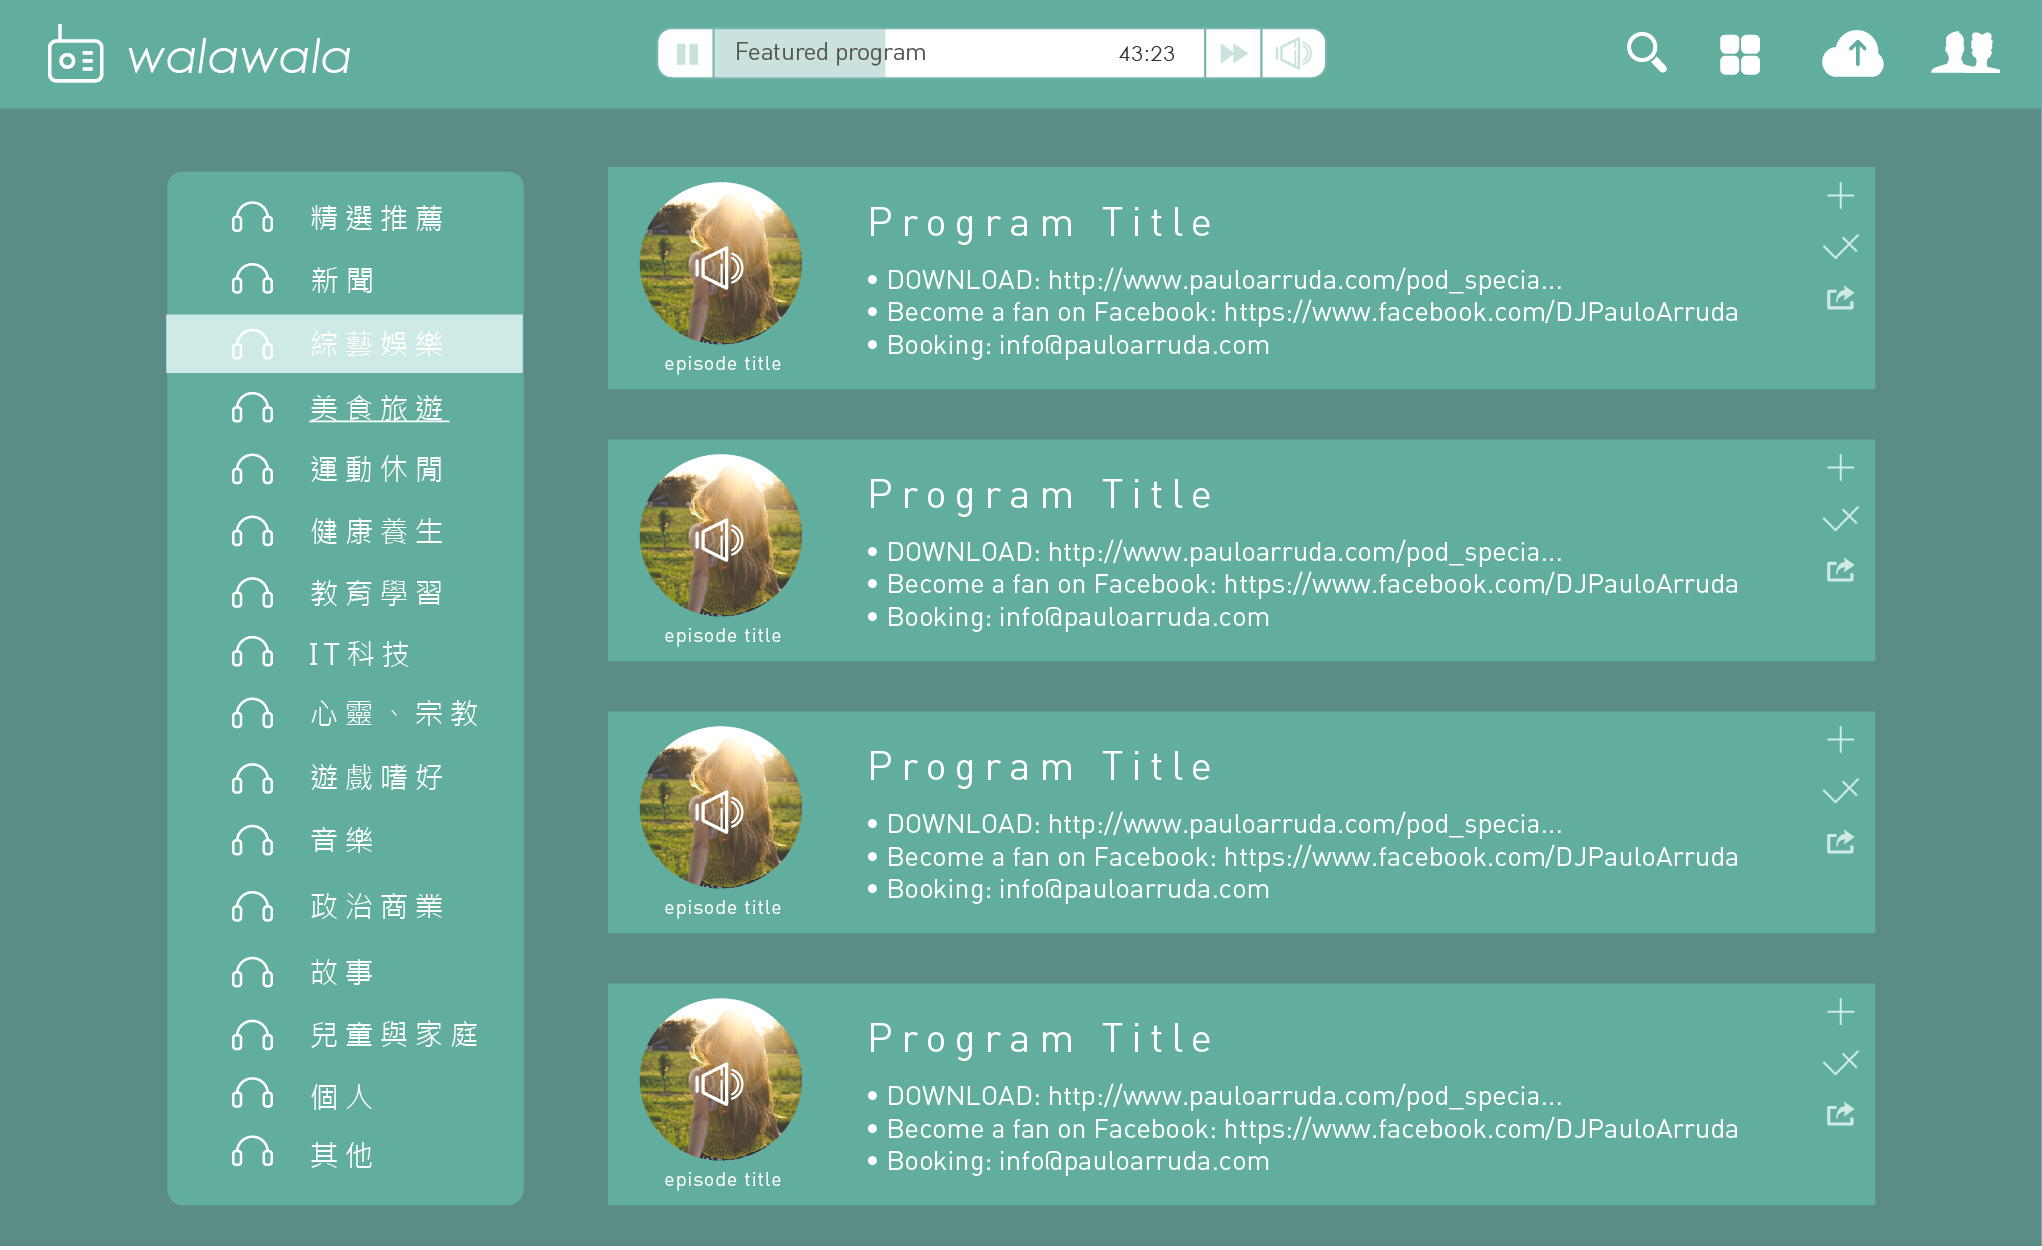 walawala
Featured program 43:23
精選推薦
新聞
綜藝娛樂
美食旅遊
運動休閒
健康養生
教育學習
IT科技
心靈、宗教
遊戲嗜好
音樂
政治商業
故事
兒童與家庭
個人
其他
Program Title
• DOWNLOAD: http://www.pauloarruda.com/pod_specia...
• Become a fan on Facebook: https://www.facebook.com/DJPauloArruda
• Booking: info@pauloarruda.com
episode title
Program Title
• DOWNLOAD: http://www.pauloarruda.com/pod_specia...
• Become a fan on Facebook: https://www.facebook.com/DJPauloArruda
• Booking: info@pauloarruda.com
episode title
Program Title
• DOWNLOAD: http://www.pauloarruda.com/pod_specia...
• Become a fan on Facebook: https://www.facebook.com/DJPauloArruda
• Booking: info@pauloarruda.com
episode title
Program Title
• DOWNLOAD: http://www.pauloarruda.com/pod_specia...
• Become a fan on Facebook: https://www.facebook.com/DJPauloArruda
• Booking: info@pauloarruda.com
episode title